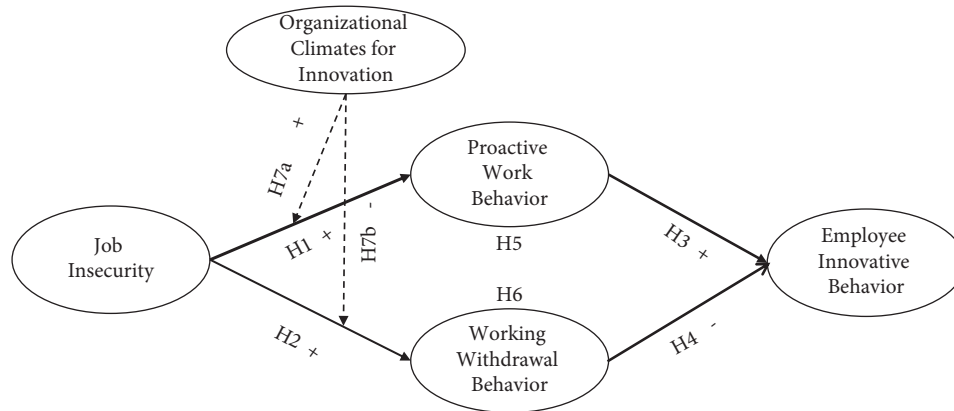 Organizational
Climates for
Innovation
H7a +
H7b -
Proactive
Work
Behavior
H5
Job
Insecurity
H1 +
H2 +
H3 +
H4 -
Employee
Innovative
Behavior
H6
Working
Withdrawal
Behavior